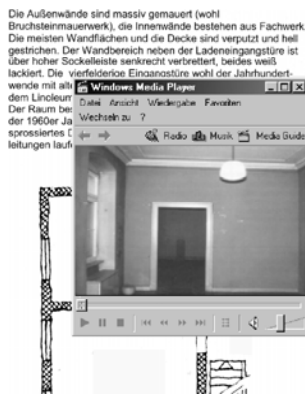 Die Außenwände sind massiv gemauert (wohl
Bruchsteinmauerwerk), die Innenwände bestehen aus Fachwerk.
Die meisten Wandflächen und die Decke sind verputzt und hell
gestrichen. Der Wandbereich neben der Ladeneingangstüre ist
über hoher Sockelleiste senkrecht verbrettert, beides weiß
lackiert. Die vierfelderige Eingangstüre wohl der Jahrhundert-
wende mit alte
dem Linoleum
Der Raum bes
der 1960er Ja
sprossiertes D
leitungen lauf
Windows Media Player
Datei Ansicht Wiedergabe Favoriten
Wechseln zu ?
Radio Musik Media Guide